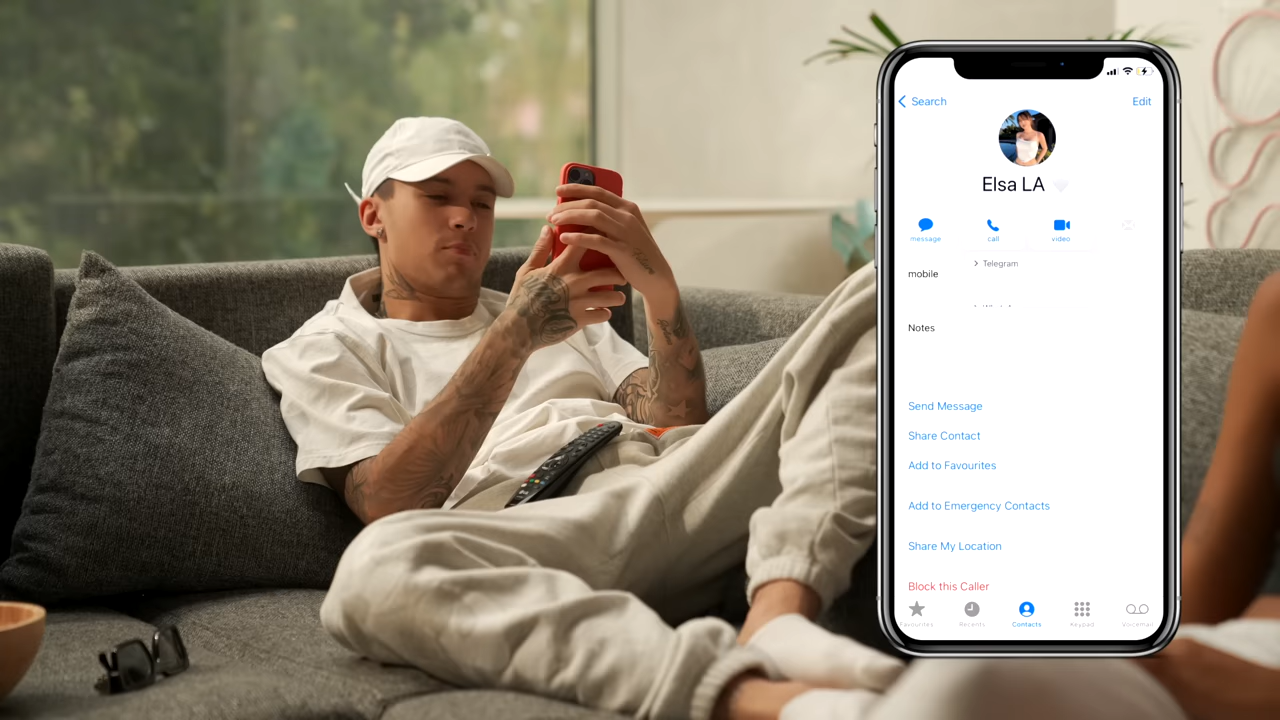 Search
Edit
Elsa LA
message
call
video
Telegram
mobile
Notes
Send Message
Share Contact
Add to Favourites
Add to Emergency Contacts
Share My Location
Block this Caller
Favourites
Recents
Contacts
Keypad
Voicemail